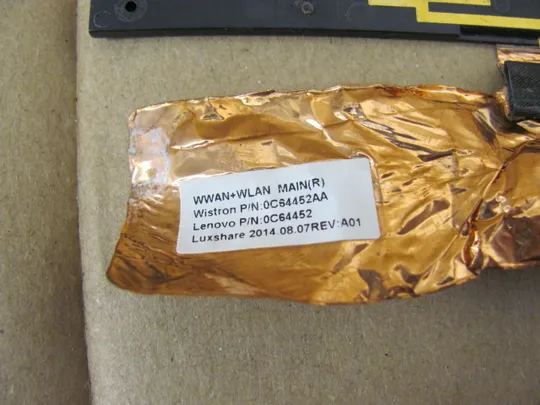 WWAN+WLAN MAIN(R)
Wistron P/N:0C64452AA
Lenovo P/N:0C64452
Luxshare 2014.08.07REV:A01